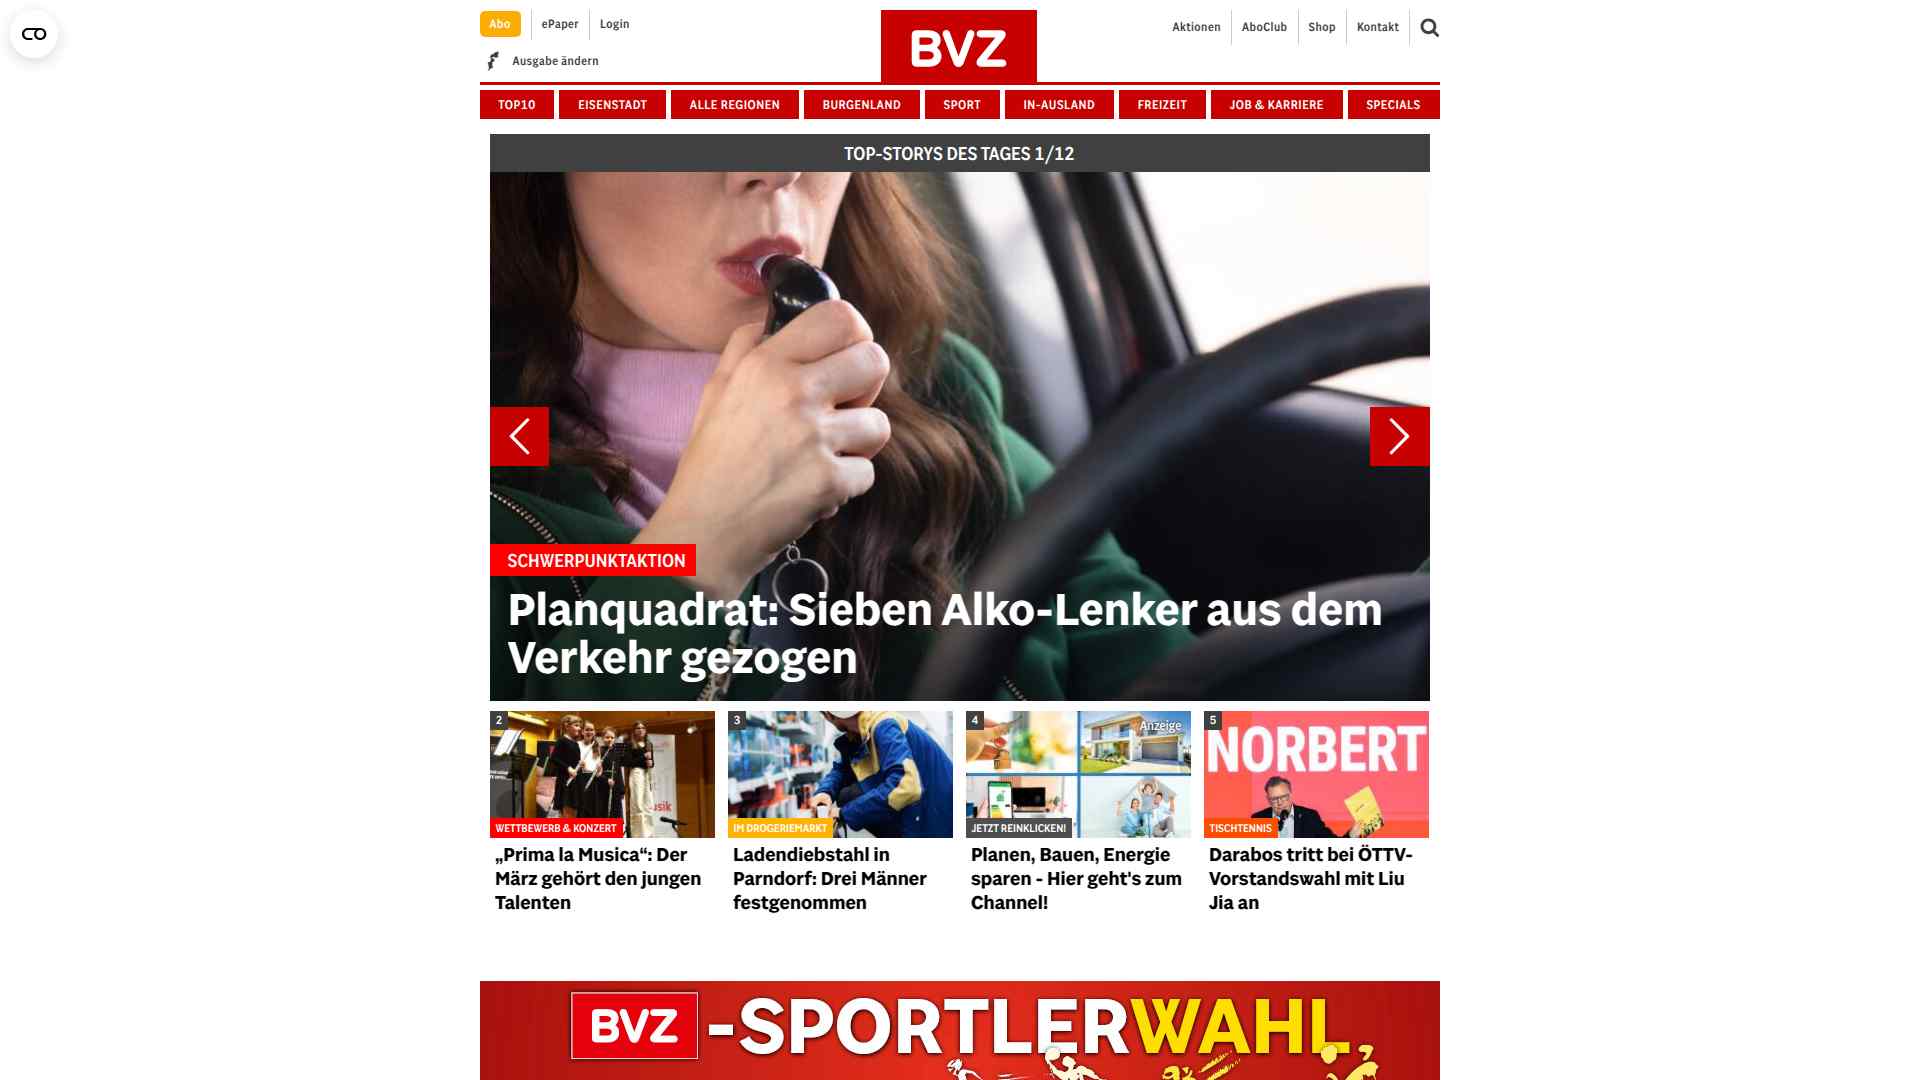 Abo
ePaper
Login
Ausgabe ändern
BVZ
Aktionen
AboClub
Shop
Kontakt
TOP10
EISENSTADT
ALLE REGIONEN
BURGENLAND
SPORT
IN-AUSLAND
FREIZEIT
JOB & KARRIERE
SPECIALS
TOP-STORYS DES TAGES 1/12
SCHWERPUNKTAKTION
Planquadrat: Sieben Alko-Lenker aus dem
Verkehr gezogen
2
WETTBEWERB & KONZERT
„Prima la Musica“: Der
März gehört den jungen
Talenten
3
IM DROGERIEMARKT
Ladendiebstahl in
Parndorf: Drei Männer
festgenommen
4
Anzeige
JETZT REINKLICKEN!
Planen, Bauen, Energie
sparen - Hier geht's zum
Channel!
5
NORBERT
TISCHTENNIS
Darabos tritt bei ÖTTV-
Vorstandswahl mit Liu
Jia an
BVZ -SPORTLERWAHL